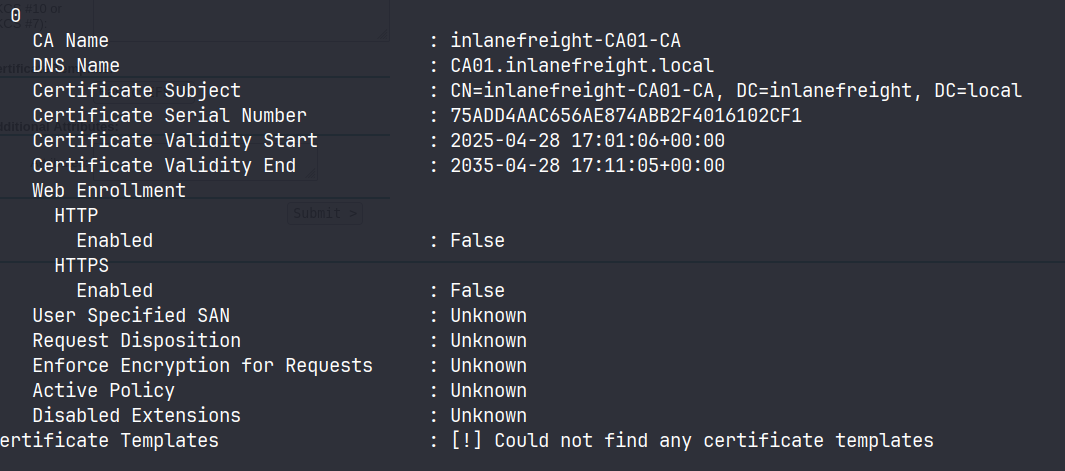 0
CA Name : inlanefreight-CA01-CA
DNS Name : CA01.inlanefreight.local
Certificate Subject : CN=inlanefreight-CA01-CA, DC=inlanefreight, DC=local
Certificate Serial Number : 75ADD4AAC656AE874ABB2F4016102CF1
Certificate Validity Start : 2025-04-28 17:01:06+00:00
Certificate Validity End : 2035-04-28 17:11:05+00:00
Web Enrollment
HTTP
Submit >
Enabled : False
HTTPS
Enabled : False
User Specified SAN : Unknown
Request Disposition : Unknown
Enforce Encryption for Requests : Unknown
Active Policy : Unknown
Disabled Extensions : Unknown
ertificate Templates : [!] Could not find any certificate templates